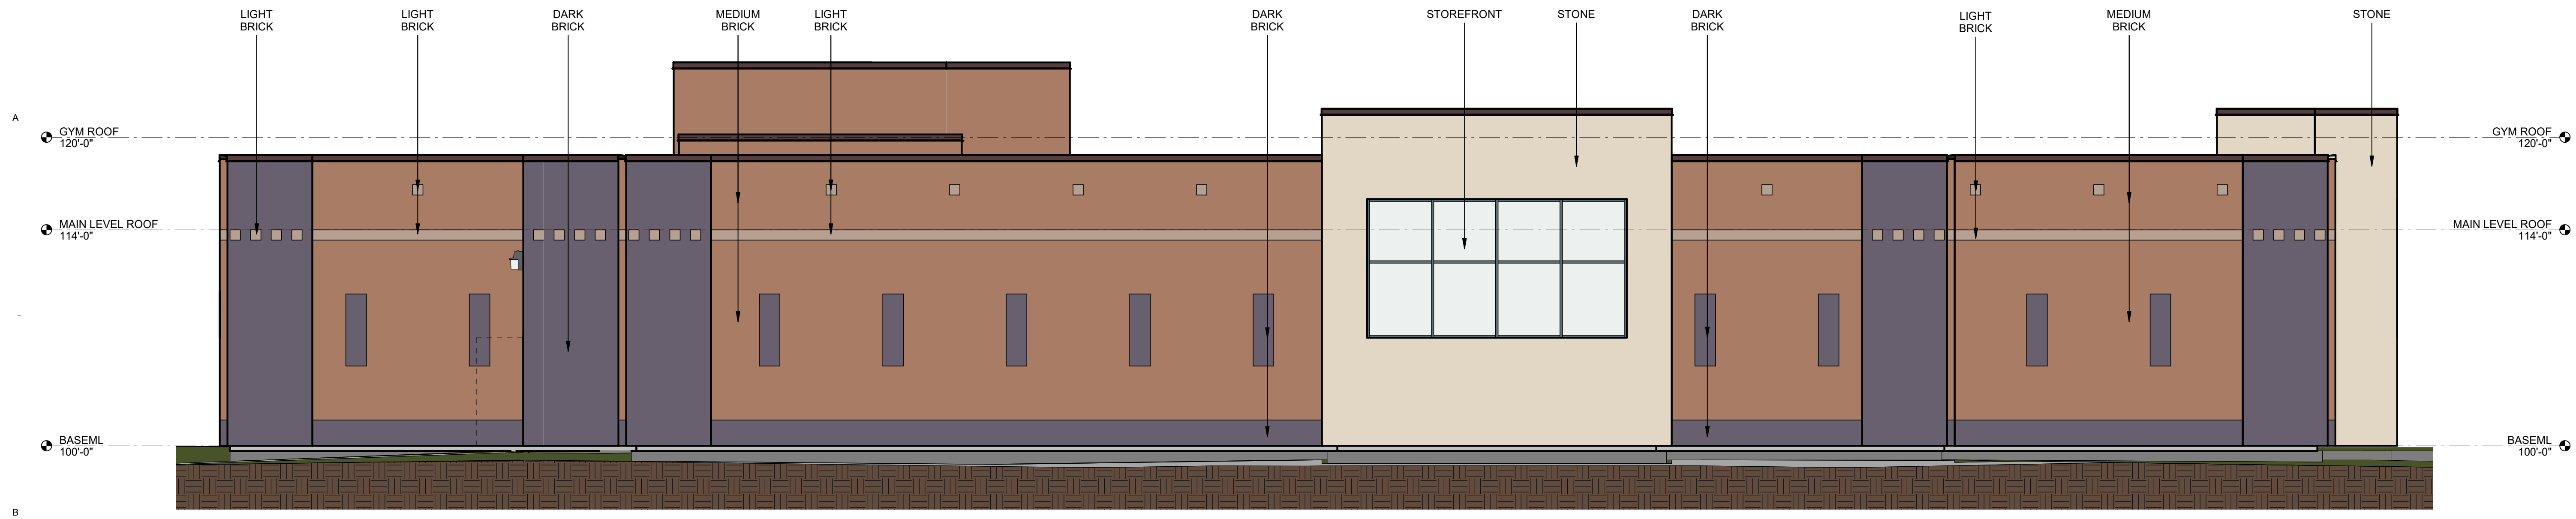 LIGHT
BRICK
LIGHT
BRICK
DARK
BRICK
MEDIUM
BRICK
LIGHT
BRICK
DARK
BRICK
STOREFRONT
STONE
DARK
BRICK
LIGHT
BRICK
MEDIUM
BRICK
STONE
A
GYM ROOF
120'-0"
GYM ROOF
120'-0"
MAIN LEVEL ROOF
114'-0"
MAIN LEVEL ROOF
114'-0"
BASEML
100'-0"
BASEML
100'-0"
B